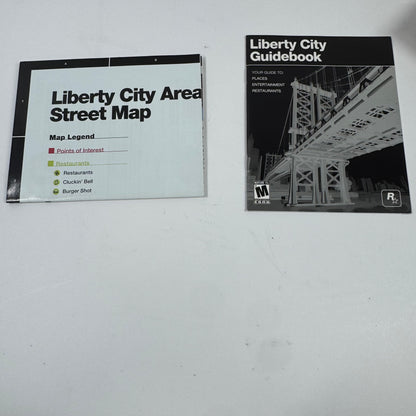 Liberty City Area
Street Map
Map Legend
Points of Interest
Restaurants
Restaurants
Cluckin' Bell
Burger Shot
Liberty City
Guidebook
YOUR GUIDE TO:
PLACES
ENTERTAINMENT
RESTAURANTS
M
ESRB
R